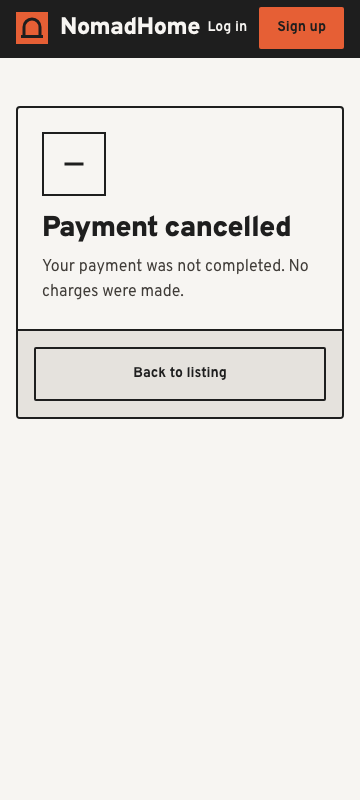 NomadHome
Log in
Sign up
Payment cancelled
Your payment was not completed. No
charges were made.
Back to listing